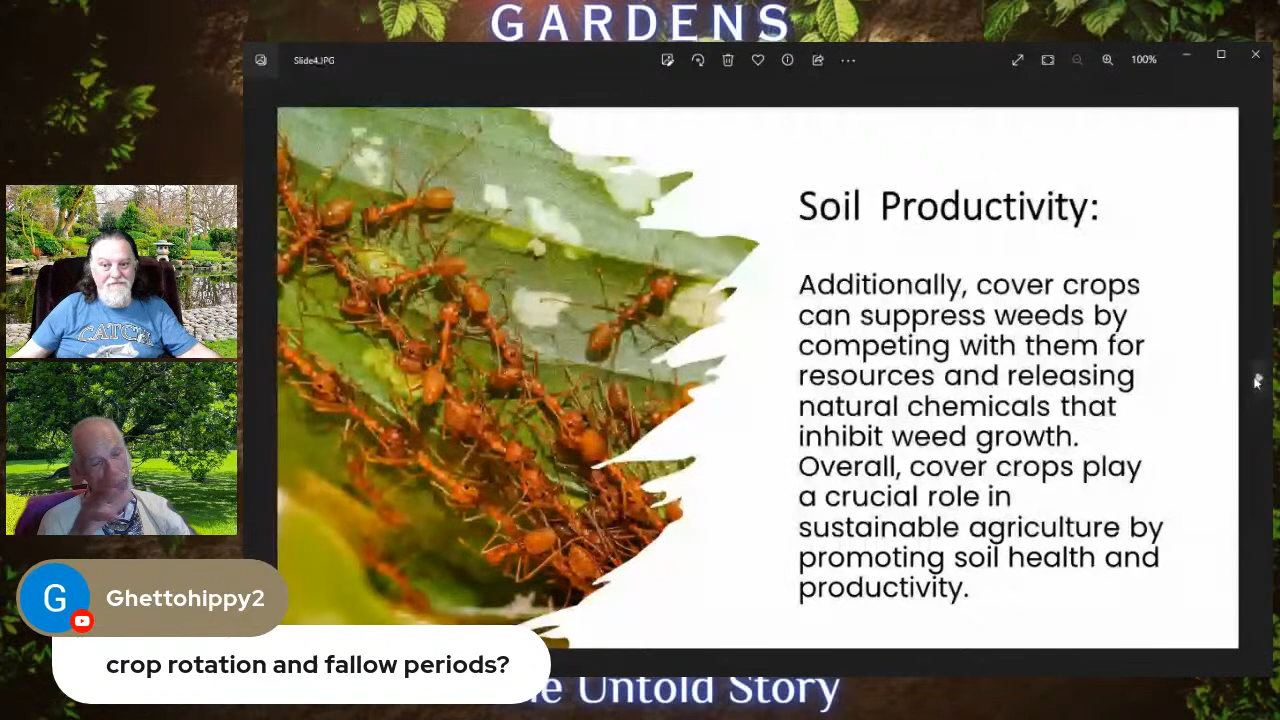 GARDENS
Slide4.JPG
100%
Soil Productivity:
Additionally, cover crops
can suppress weeds by
competing with them for
resources and releasing
natural chemicals that
inhibit weed growth.
Overall, cover crops play
a crucial role in
sustainable agriculture by
promoting soil health and
productivity.
CATCH
G
Ghettohippy2
crop rotation and fallow periods?
Untold Story